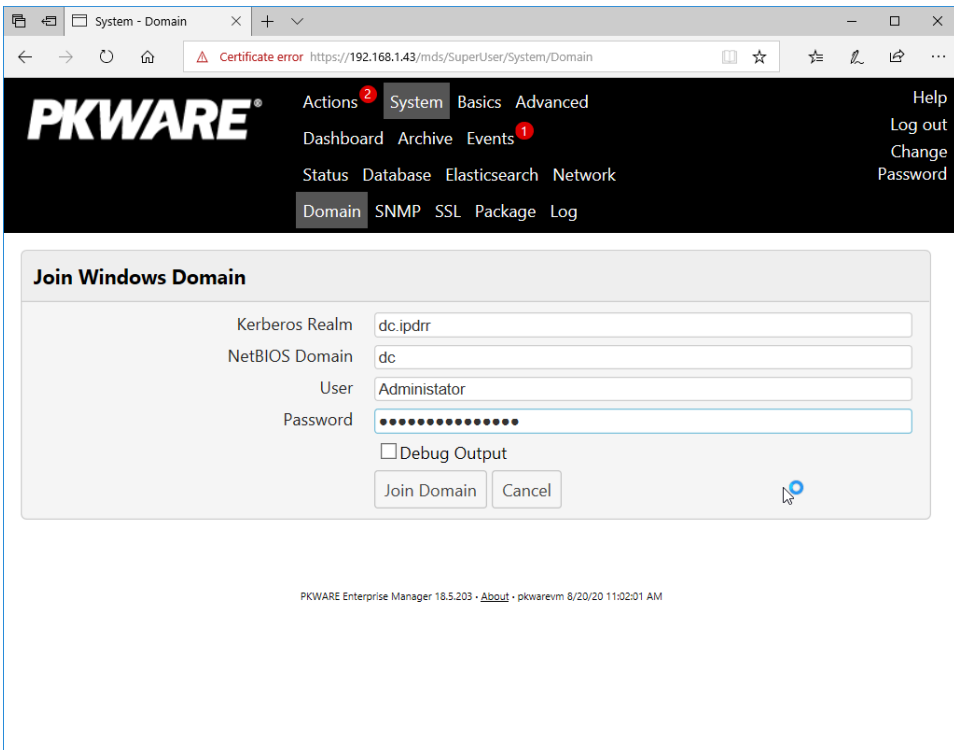 System - Domain
Certificate error https://192.168.1.43/mds/SuperUser/System/Domain
PKWARE®
Actions 2 System Basics Advanced
Dashboard Archive Events 1
Status Database Elasticsearch Network
Domain SNMP SSL Package Log
Help
Log out
Change
Password
Join Windows Domain
Kerberos Realm dc.ipdrr
NetBIOS Domain dc
User Administator
Password •••••••••••••••
Debug Output
Join Domain Cancel
PKWARE Enterprise Manager 18.5.203 • About • pkwarevm 8/20/20 11:02:01 AM